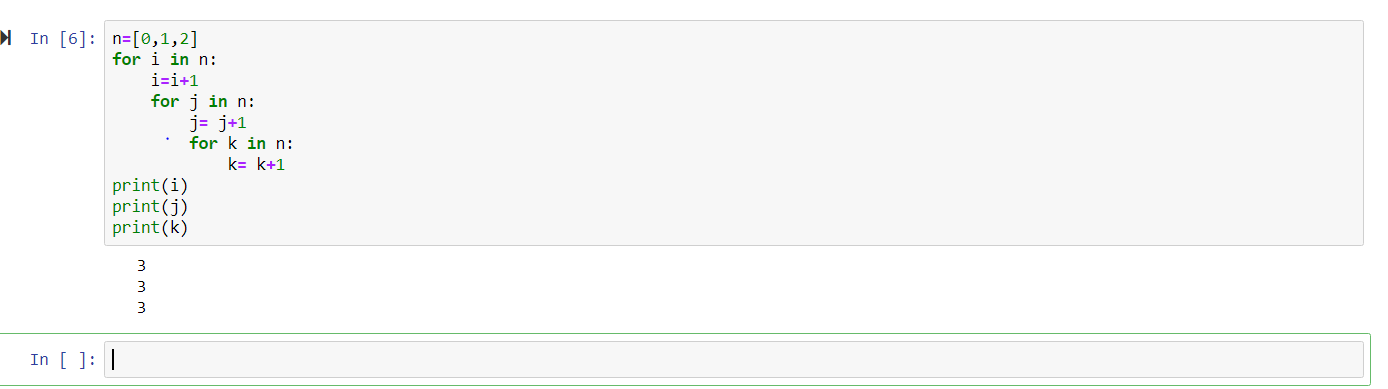 In [6]: n=[0,1,2]
for i in n:
    i=i+1
    for j in n:
        j= j+1
        for k in n:
            k= k+1
print(i)
print(j)
print(k)
3
3
3
In [ ]: